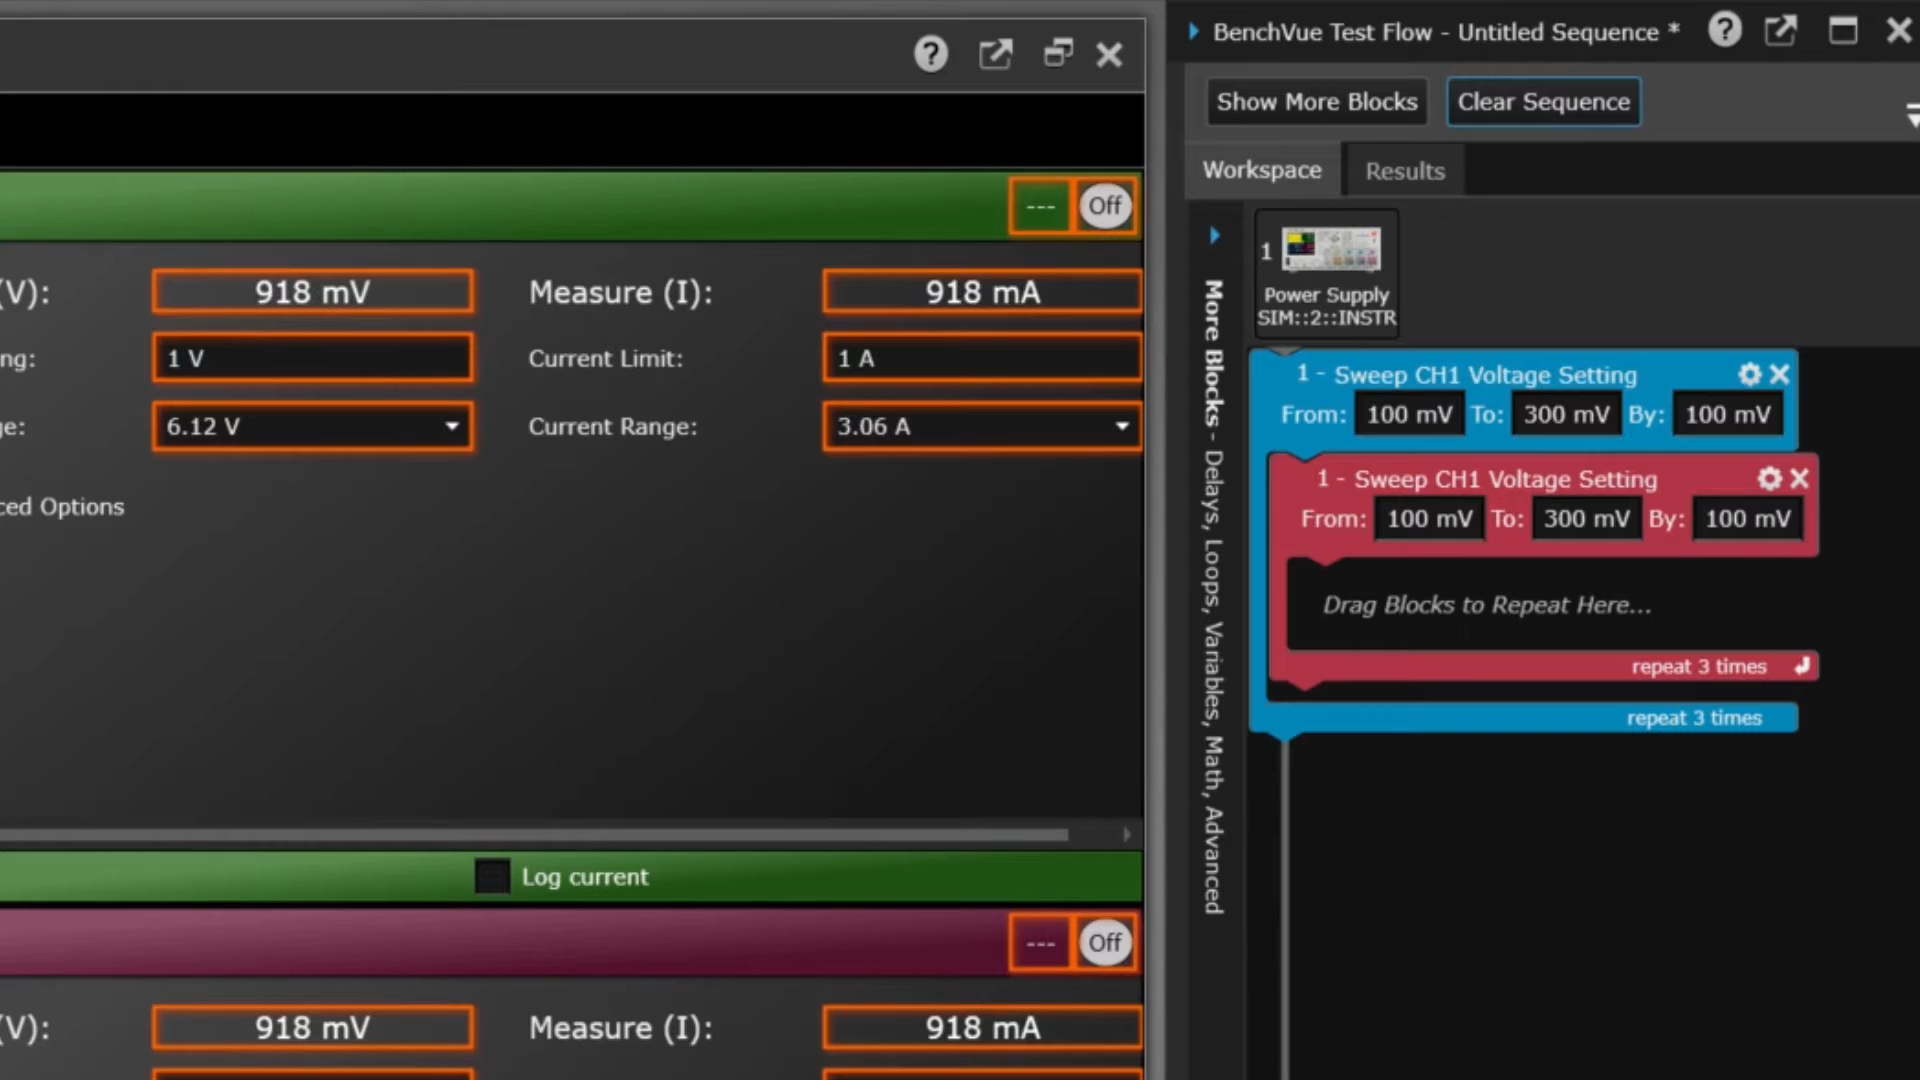 --- Off
(V): 918 mV Measure (I): 918 mA
ng: 1 V Current Limit: 1 A
ge: 6.12 V Current Range: 3.06 A
ced Options
Log current
--- Off
(V): 918 mV Measure (I): 918 mA
BenchVue Test Flow - Untitled Sequence *
Show More Blocks Clear Sequence
Workspace Results
More Blocks - Delays, Loops, Variables, Math, Advanced
1
Power Supply
SIM::2::INSTR
1 - Sweep CH1 Voltage Setting
From: 100 mV To: 300 mV By: 100 mV
1 - Sweep CH1 Voltage Setting
From: 100 mV To: 300 mV By: 100 mV
Drag Blocks to Repeat Here...
repeat 3 times
repeat 3 times